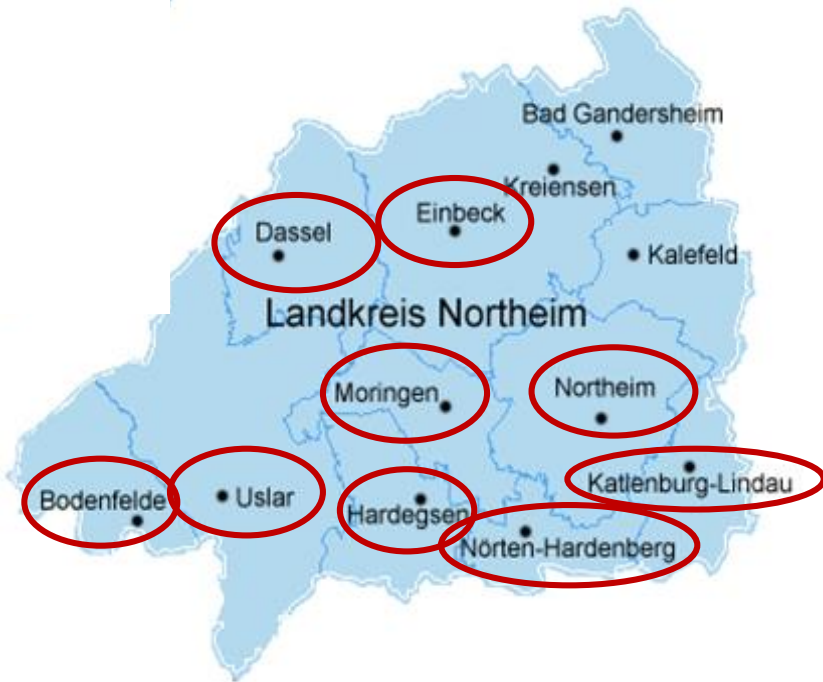 Bad Gandersheim
Kreiensen
Einbeck
Dassel
Kalefeld
Landkreis Northeim
Moringen
Northeim
Katlenburg-Lindau
Bodenfelde
Uslar
Hardegsen
Nörten-Hardenberg